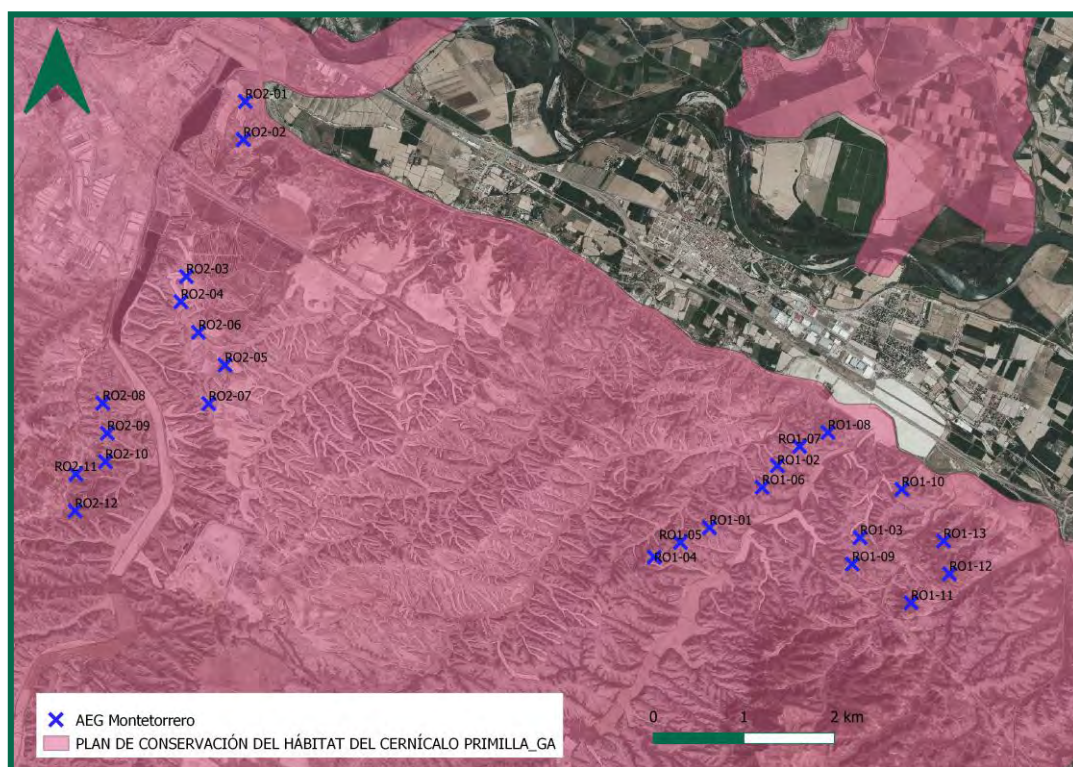 RO2-01
RO2-02
RO2-03
RO2-04
RO2-06
RO2-05
RO2-08
RO2-07
RO2-09
RO2-10
RO2-11
RO2-12
RO1-08
RO1-07
RO1-02
RO1-06
RO1-10
RO1-01
RO1-05
RO1-04
RO1-03
RO1-13
RO1-09
RO1-12
RO1-11
AEG Montetorrero
PLAN DE CONSERVACIÓN DEL HÁBITAT DEL CERNÍCALO PRIMILLA_GA
0 1 2 km